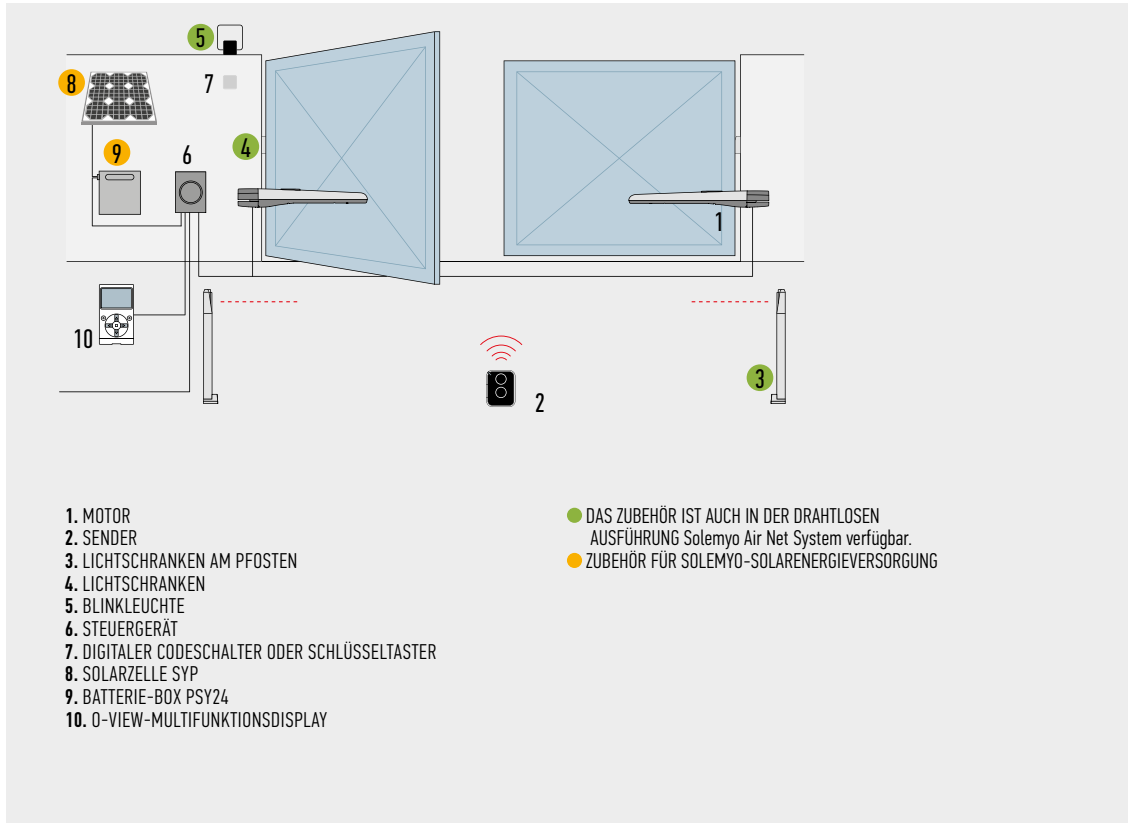 5
8
7
9
6
4
1
10
3
2
1. MOTOR
2. SENDER
3. LICHTSCHRANKEN AM PFOSTEN
4. LICHTSCHRANKEN
5. BLINKLEUCHTE
6. STEUERGERÄT
7. DIGITALER CODESCHALTER ODER SCHLÜSSELTASTER
8. SOLARZELLE SYP
9. BATTERIE-BOX PSY24
10. O-VIEW-MULTIFUNKTIONSDISPLAY
DAS ZUBEHÖR IST AUCH IN DER DRAHTLOSEN
AUSFÜHRUNG Solemyo Air Net System verfügbar.
ZUBEHÖR FÜR SOLEMYO-SOLARENERGIEVERSORGUNG